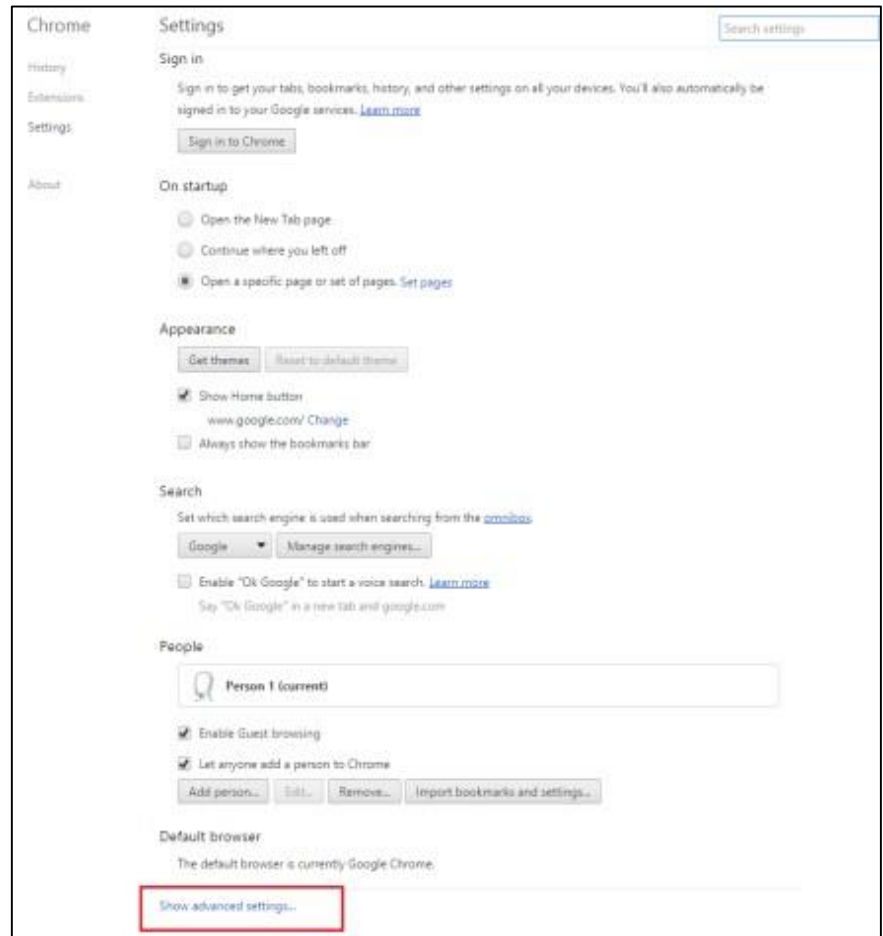 Chrome
Settings
Search settings
History
Extensions
Settings
About
Sign in
Sign in to get your tabs, bookmarks, history, and other settings on all your devices. You'll also automatically be
signed in to your Google services. Learn more
Sign in to Chrome
On startup
Open the New Tab page
Continue where you left off
Open a specific page or set of pages. Set pages
Appearance
Get themes
Reset to default theme
Show Home button
www.google.com/ Change
Always show the bookmarks bar
Search
Set which search engine is used when searching from the omnibox.
Google
Manage search engines...
Enable "Ok Google" to start a voice search. Learn more
Say "Ok Google" in a new tab and google.com
People
Person 1 (current)
Enable Guest browsing
Let anyone add a person to Chrome
Add person...
Edit...
Remove...
Import bookmarks and settings...
Default browser
The default browser is currently Google Chrome.
Show advanced settings...